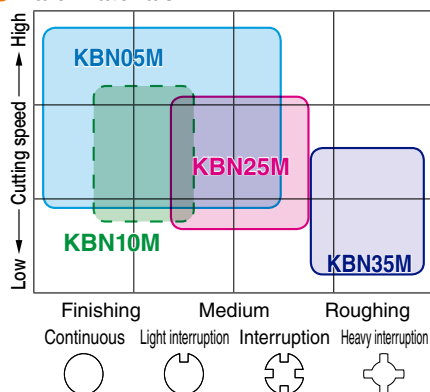 High
Cutting speed
Low
KBN05M
KBN25M
KBN10M
KBN35M
Finishing Medium Roughing
Continuous Light interruption Interruption Heavy interruption